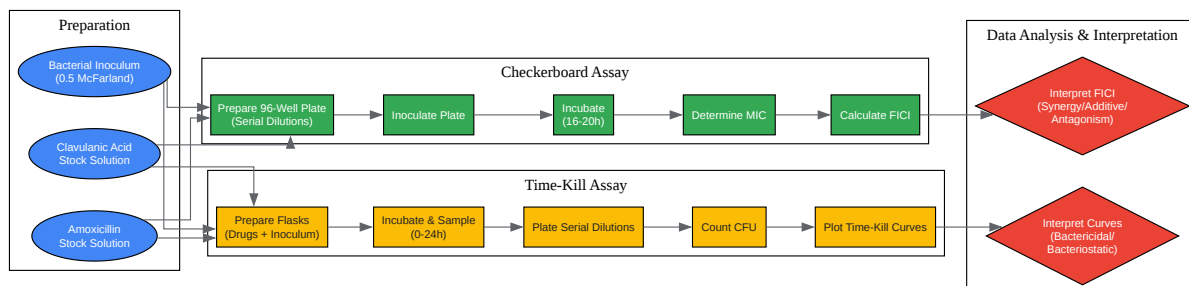 Preparation
Bacterial Inoculum
(0.5 McFarland)
Clavulanic Acid
Stock Solution
Amoxicillin
Stock Solution
Checkerboard Assay
Prepare 96-Well Plate
(Serial Dilutions)
Inoculate Plate
Incubate
(16-20h)
Determine MIC
Calculate FICI
Time-Kill Assay
Prepare Flasks
(Drugs + Inoculum)
Incubate & Sample
(0-24h)
Plate Serial Dilutions
Count CFU
Plot Time-Kill Curves
Data Analysis & Interpretation
Interpret FICI
(Synergy/Additive/
Antagonism)
Interpret Curves
(Bactericidal/
Bacteriostatic)